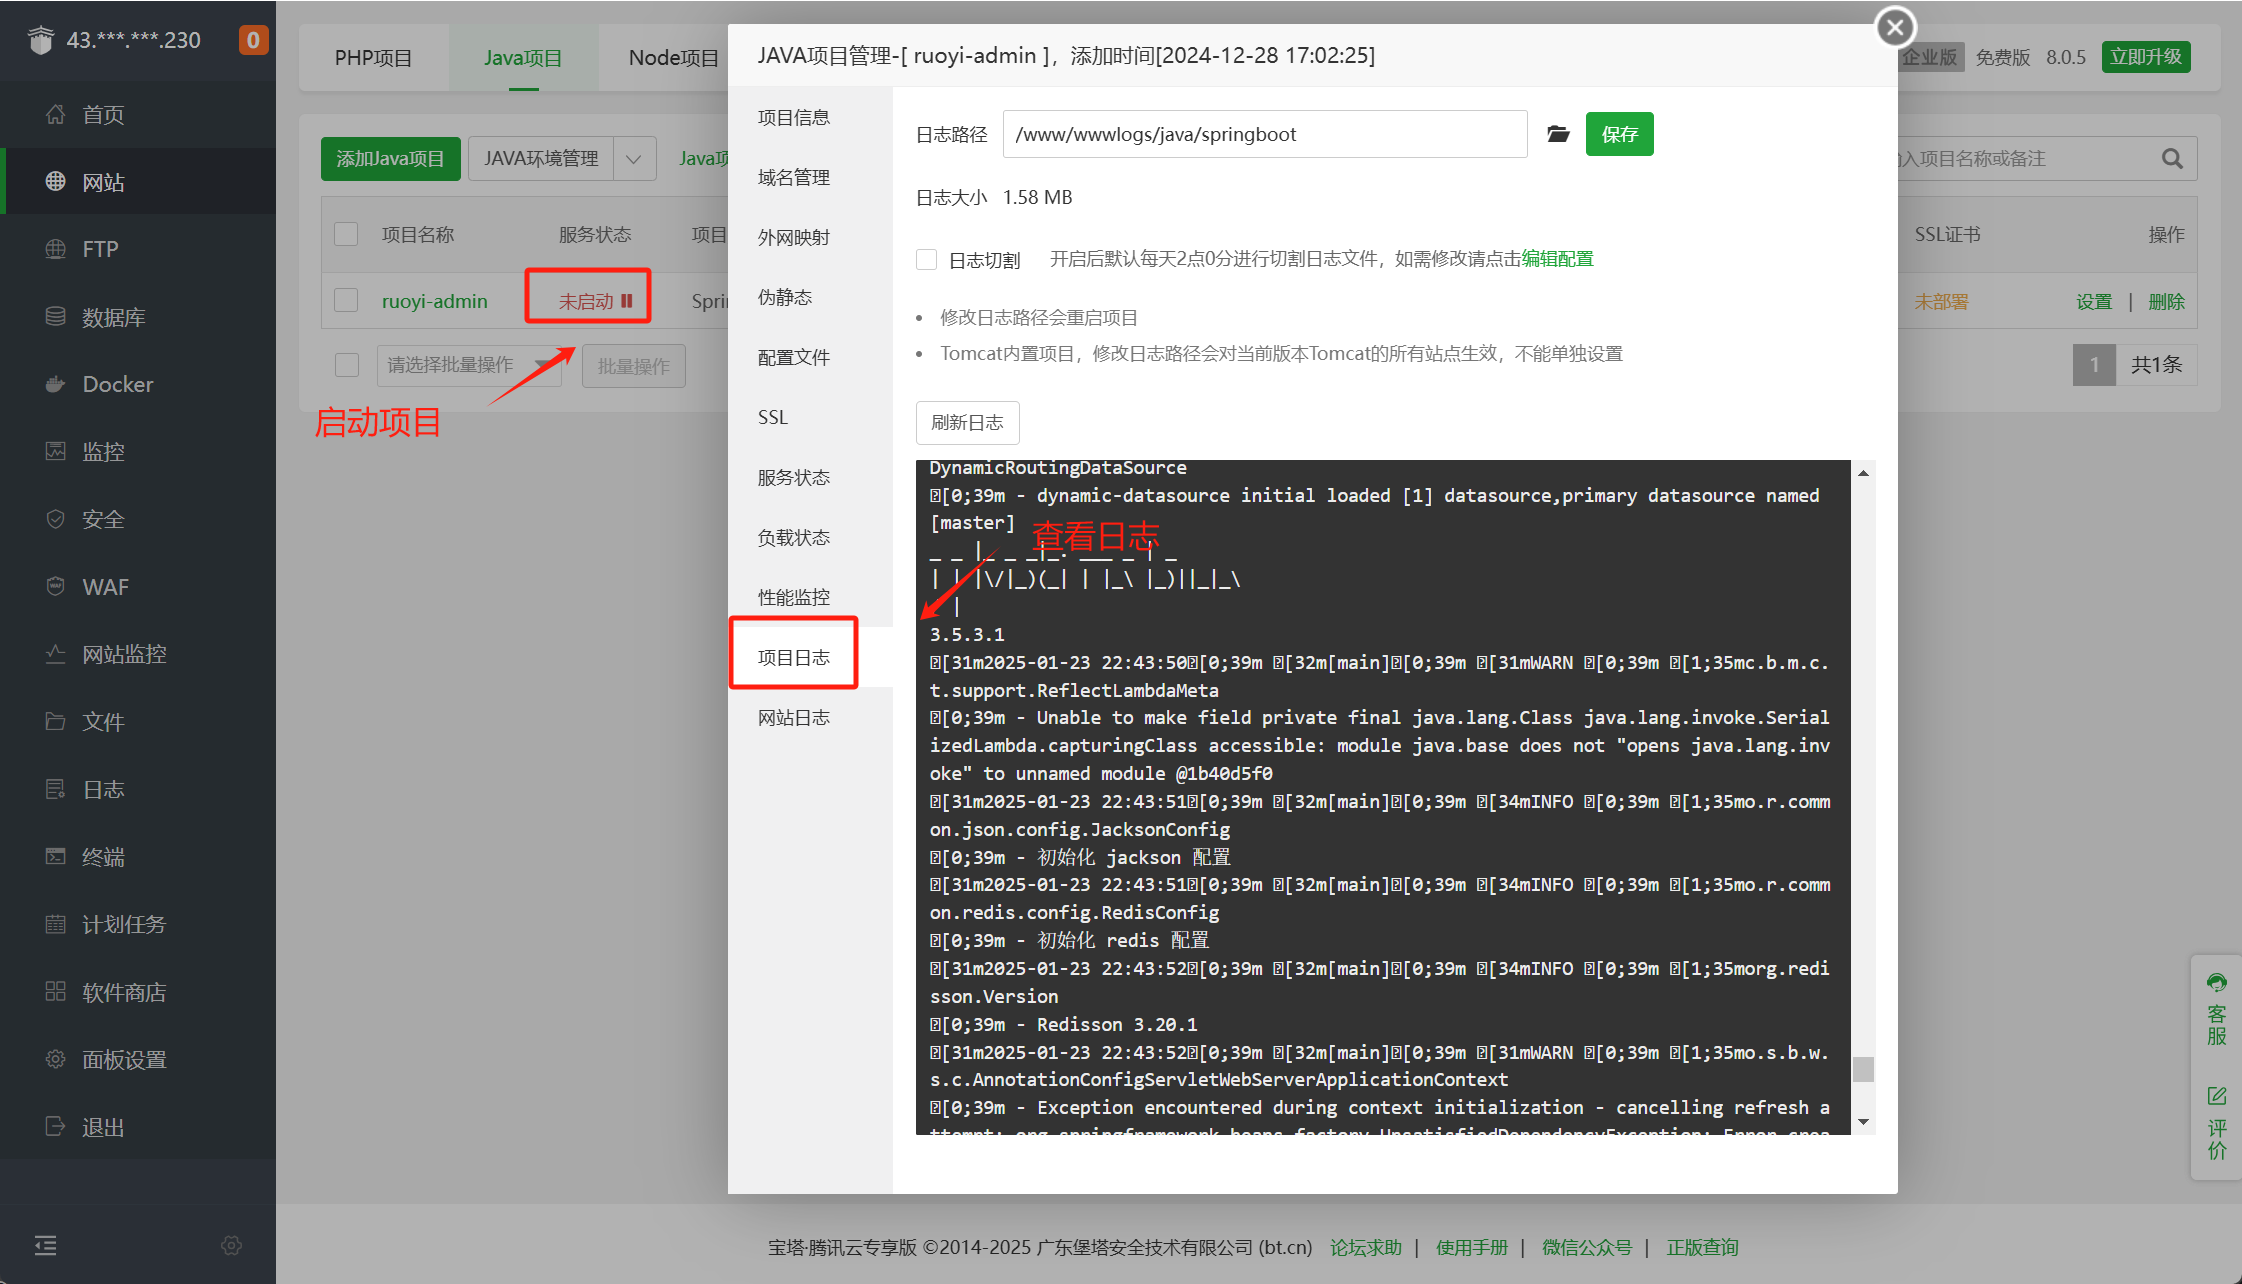 43.***.***.230
0
首页
网站
FTP
数据库
Docker
监控
安全
WAF
网站监控
文件
日志
终端
计划任务
软件商店
面板设置
退出
PHP项目
Java项目
Node项目
企业版
免费版
8.0.5
立即升级
添加Java项目
JAVA环境管理
Java项
入项目名称或备注
项目名称
服务状态
项目
SSL证书
操作
ruoyi-admin
未启动
Sprin
未部署
设置 | 删除
请选择批量操作
批量操作
1
共1条
启动项目
JAVA项目管理-[ ruoyi-admin ],添加时间[2024-12-28 17:02:25]
项目信息
域名管理
外网映射
伪静态
配置文件
SSL
服务状态
负载状态
性能监控
项目日志
网站日志
日志路径
/www/wwwlogs/java/springboot
保存
日志大小 1.58 MB
日志切割
开启后默认每天2点0分进行切割日志文件，如需修改请点击编辑配置
• 修改日志路径会重启项目
• Tomcat内置项目，修改日志路径会对当前版本Tomcat的所有站点生效，不能单独设置
刷新日志
DynamicRoutingDataSource
[0;39m - dynamic-datasource initial loaded [1] datasource,primary datasource named
[master]
查看日志
_ _ |_ _ _|_. ___ _ | _
| | |\/|_)(_| | |_\ |_)||_|_\
|
3.5.3.1
[31m2025-01-23 22:43:50[0;39m [32m[main][0;39m [31mWARN [0;39m [1;35mc.b.m.c.
t.support.ReflectLambdaMeta
[0;39m - Unable to make field private final java.lang.Class java.lang.invoke.Serial
izedLambda.capturingClass accessible: module java.base does not "opens java.lang.inv
oke" to unnamed module @1b40d5f0
[31m2025-01-23 22:43:51[0;39m [32m[main][0;39m [34mINFO [0;39m [1;35mo.r.comm
on.json.config.JacksonConfig
[0;39m - 初始化 jackson 配置
[31m2025-01-23 22:43:51[0;39m [32m[main][0;39m [34mINFO [0;39m [1;35mo.r.comm
on.redis.config.RedisConfig
[0;39m - 初始化 redis 配置
[31m2025-01-23 22:43:52[0;39m [32m[main][0;39m [34mINFO [0;39m [1;35morg.redi
sson.Version
[0;39m - Redisson 3.20.1
[31m2025-01-23 22:43:52[0;39m [32m[main][0;39m [31mWARN [0;39m [1;35mo.s.b.w.
s.c.AnnotationConfigServletWebServerApplicationContext
[0;39m - Exception encountered during context initialization - cancelling refresh a
ttempt: org.springframework.beans.factory.UnsatisfiedDependencyException: Error crea
客服
评价
宝塔·腾讯云专享版 ©2014-2025 广东堡塔安全技术有限公司 (bt.cn) 论坛求助 | 使用手册 | 微信公众号 | 正版查询